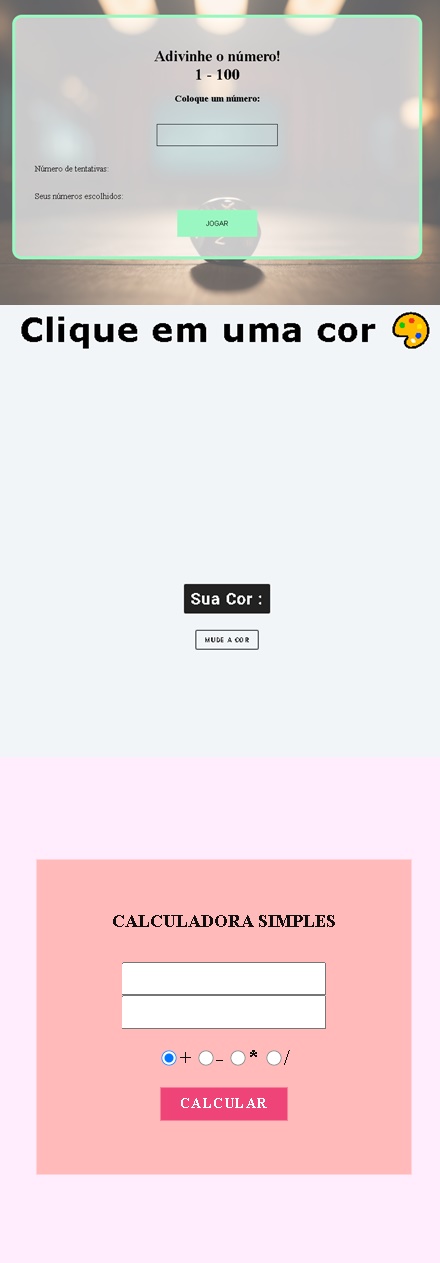 Adivinhe o número!
1 - 100
Coloque um número:
Número de tentativas:
Seus números escolhidos:
JOGAR
Clique em uma cor 🎨
Sua Cor :
MUDE A COR
CALCULADORA SIMPLES
+ - * /
CALCULAR